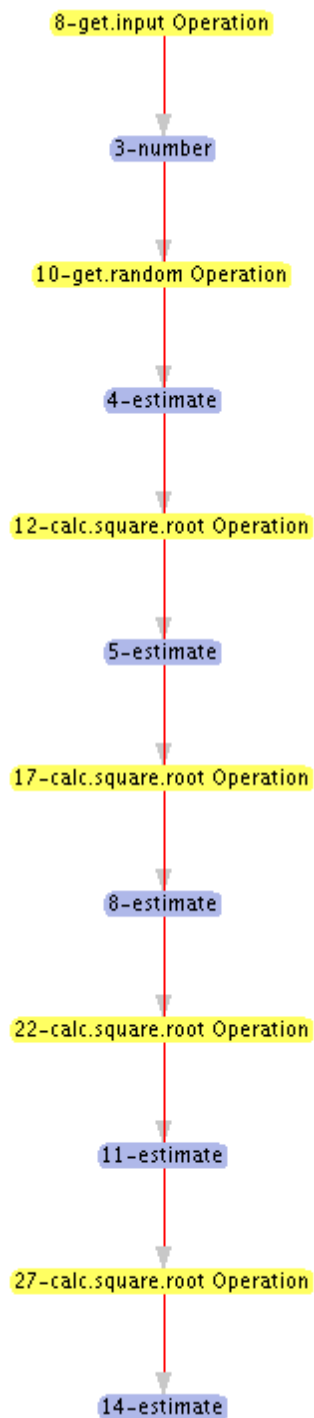 8-get.input Operation
3-number
10-get.random Operation
4-estimate
12-calc.square.root Operation
5-estimate
17-calc.square.root Operation
8-estimate
22-calc.square.root Operation
11-estimate
27-calc.square.root Operation
14-estimate